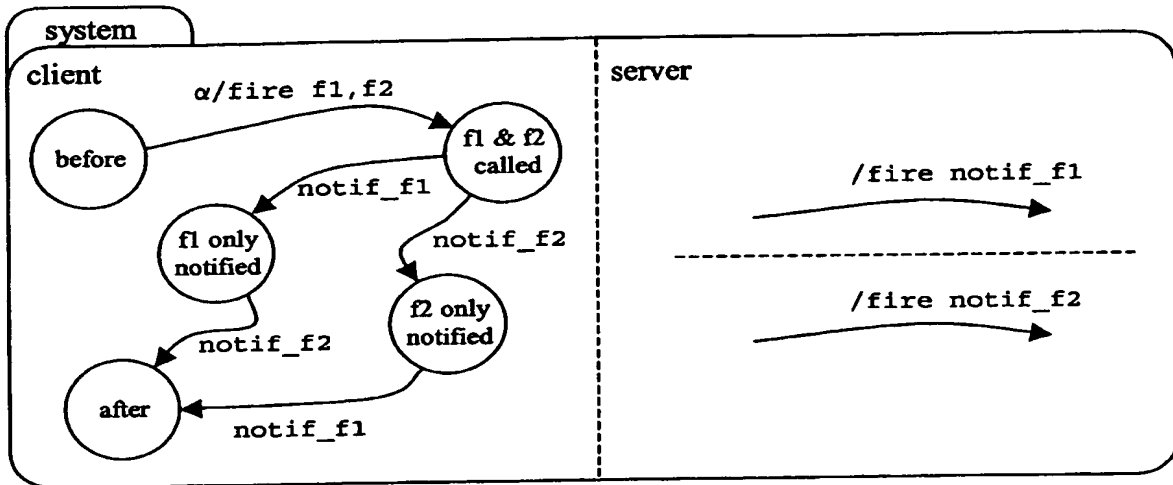 system
client
server
α/fire f1,f2
before
f1 & f2
called
notif_f1
/fire notif_f1
f1 only
notified
notif_f2
f2 only
notified
/fire notif_f2
notif_f2
after
notif_f1